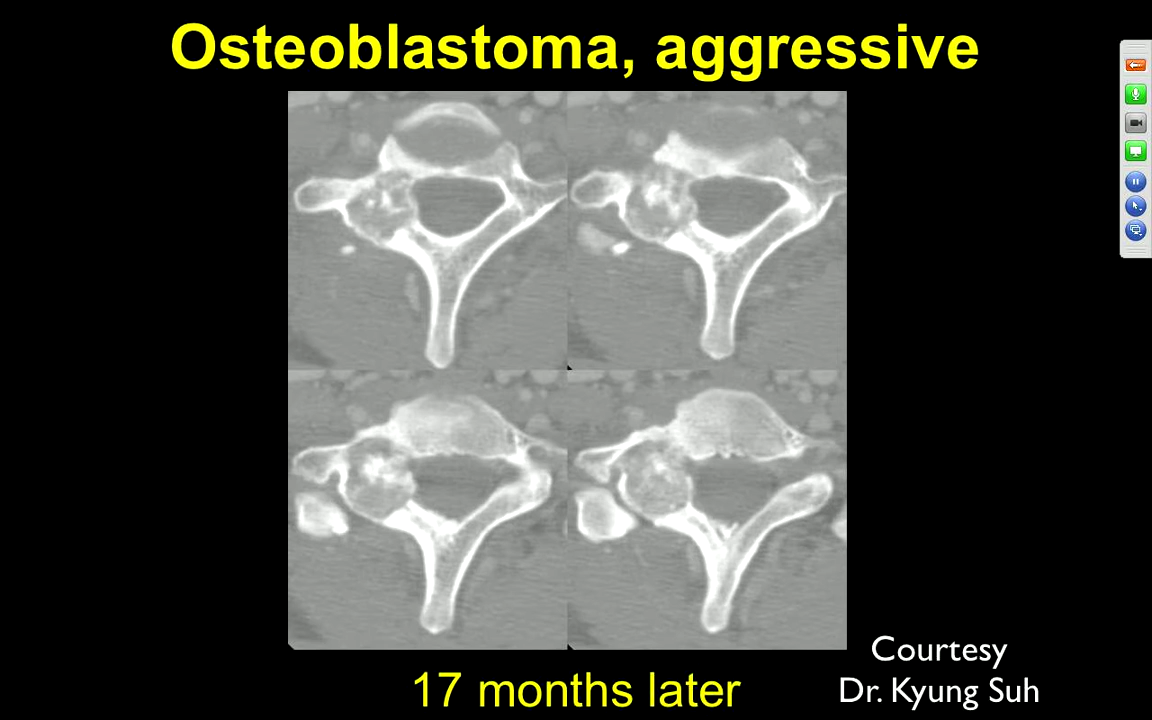 Osteoblastoma, aggressive
17 months later
Courtesy
Dr. Kyung Suh